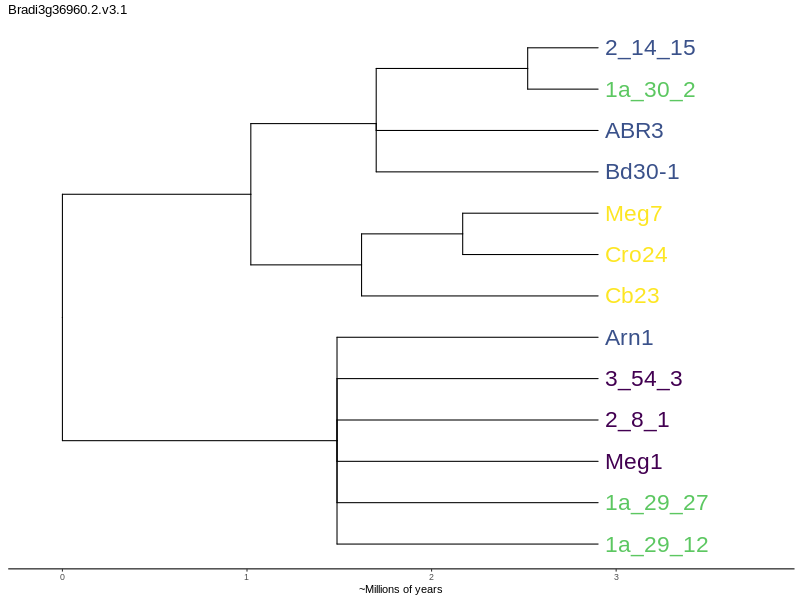 Bradi3g36960.2.v3.1
2_14_15
1a_30_2
ABR3
Bd30-1
Meg7
Cro24
Cb23
Arn1
3_54_3
2_8_1
Meg1
1a_29_27
1a_29_12
0 1 2 3
~Millions of years